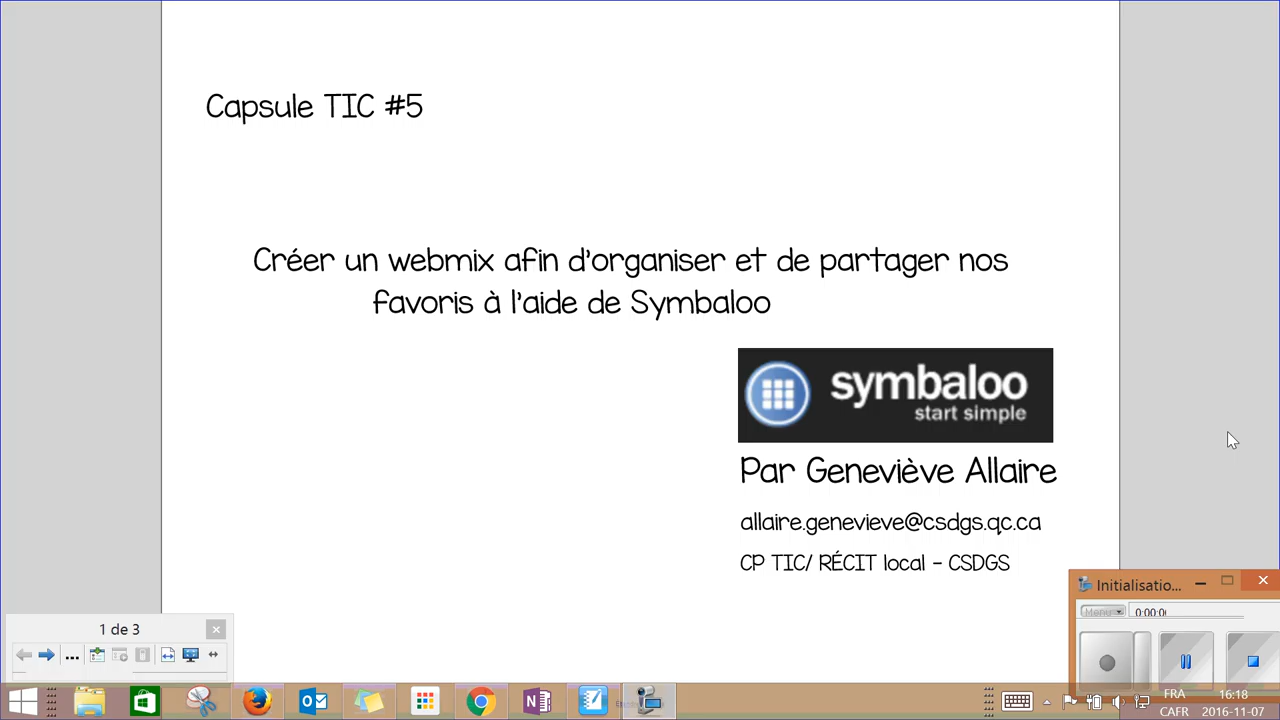 Capsule TIC #5
Créer un webmix afin d'organiser et de partager nos
favoris à l'aide de Symbaloo
symbaloo
start simple
Par Geneviève Allaire
allaire.genevieve@csdgs.qc.ca
CP TIC/ RÉCIT local - CSDGS
Initialisatio...
Menu
0:00:0
1 de 3
FRA
CAFR
16:18
2016-11-07